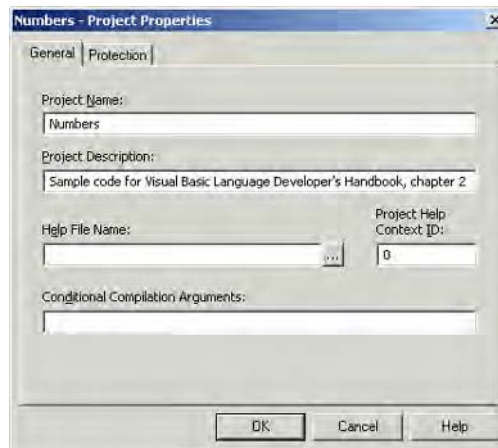 Numbers - Project Properties
General Protection
Project Name:
Numbers
Project Description:
Sample code for Visual Basic Language Developer's Handbook, chapter 2
Help File Name:
Project Help
Context ID:
...
0
Conditional Compilation Arguments:
OK Cancel Help